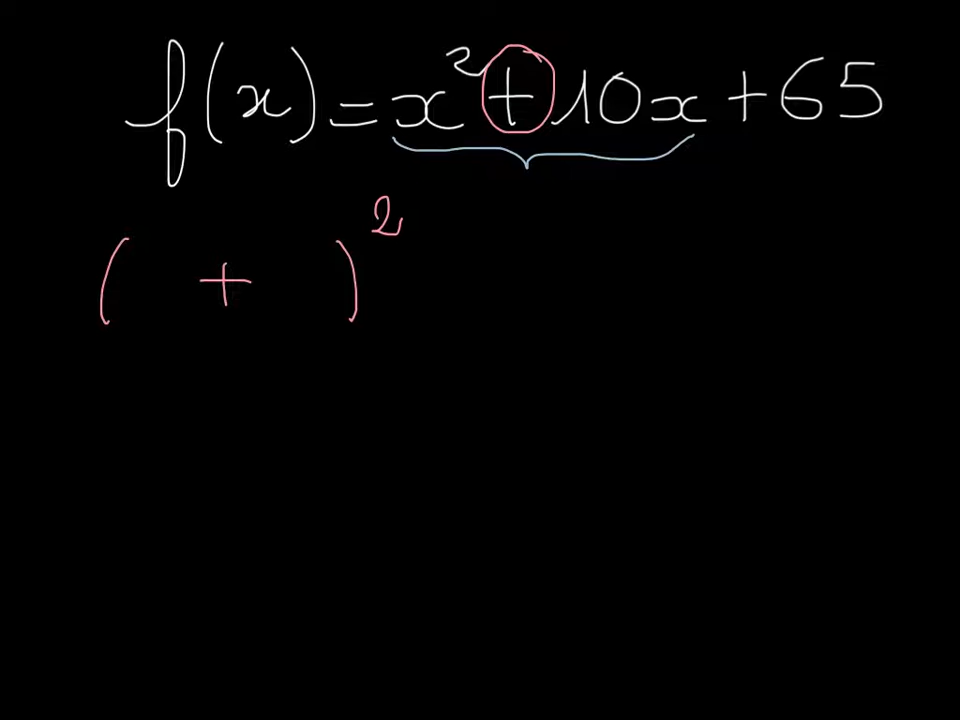 f(x) = x² + 10x + 65
( + )²